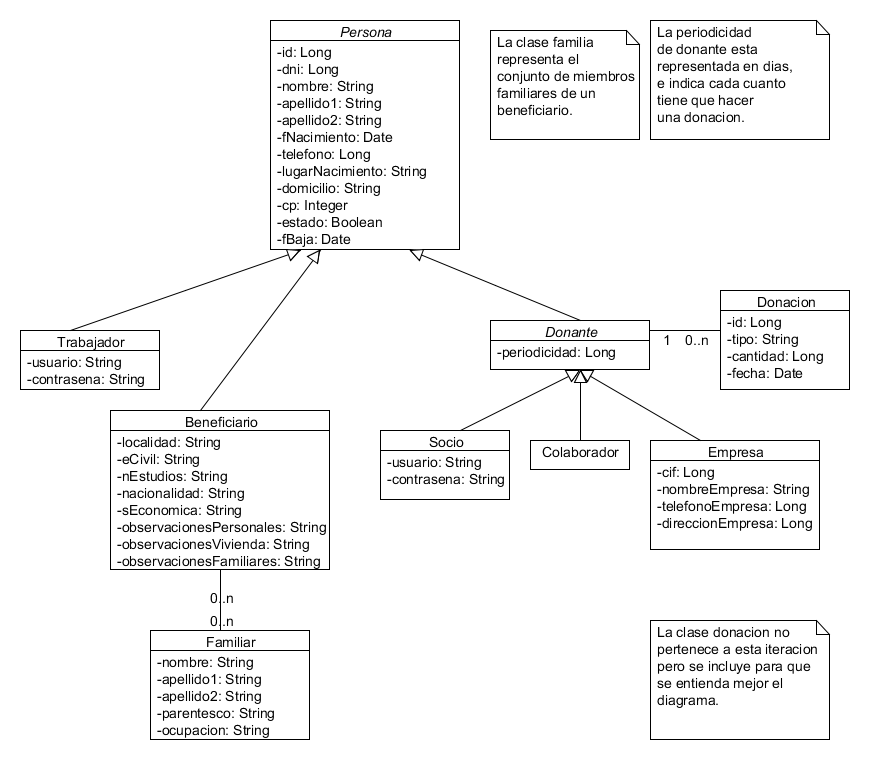 Persona
-id: Long
-dni: Long
-nombre: String
-apellido1: String
-apellido2: String
-fNacimiento: Date
-telefono: Long
-lugarNacimiento: String
-domicilio: String
-cp: Integer
-estado: Boolean
-fBaja: Date
La clase familia
representa el
conjunto de miembros
familiares de un
beneficiario.
La periodicidad
de donante esta
representada en dias,
e indica cada cuanto
tiene que hacer
una donacion.
Trabajador
-usuario: String
-contrasena: String
Donante
-periodicidad: Long
1
0..n
Donacion
-id: Long
-tipo: String
-cantidad: Long
-fecha: Date
Beneficiario
-localidad: String
-eCivil: String
-nEstudios: String
-nacionalidad: String
-sEconomica: String
-observacionesPersonales: String
-observacionesVivienda: String
-observacionesFamiliares: String
Socio
-usuario: String
-contrasena: String
Colaborador
Empresa
-cif: Long
-nombreEmpresa: String
-telefonoEmpresa: Long
-direccionEmpresa: Long
0..n
0..n
Familiar
-nombre: String
-apellido1: String
-apellido2: String
-parentesco: String
-ocupacion: String
La clase donacion no
pertenece a esta iteracion
pero se incluye para que
se entienda mejor el
diagrama.